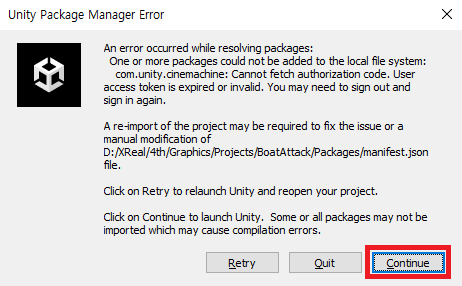 Unity Package Manager Error
An error occurred while resolving packages:
One or more packages could not be added to the local file system:
com.unity.cinemachine: Cannot fetch authorization code. User
access token is expired or invalid. You may need to sign out and
sign in again.
A re-import of the project may be required to fix the issue or a
manual modification of
D:/XReal/4th/Graphics/Projects/BoatAttack/Packages/manifest.json
file.
Click on Retry to relaunch Unity and reopen your project.
Click on Continue to launch Unity.  Some or all packages may not be
imported which may cause compilation errors.
Retry
Quit
Continue